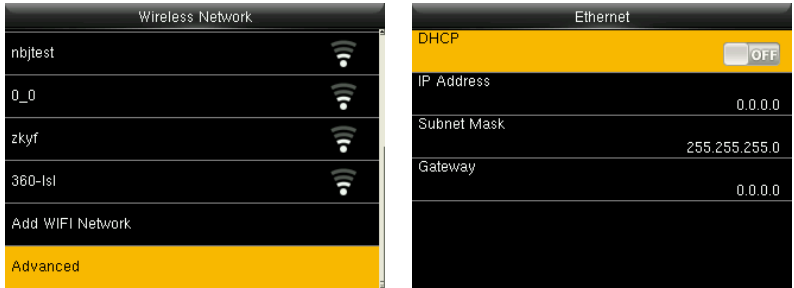 Wireless Network
nbjtest
0_0
zkyf
360-lsl
Add WIFI Network
Advanced
Ethernet
DHCP
OFF
IP Address
0.0.0.0
Subnet Mask
255.255.255.0
Gateway
0.0.0.0